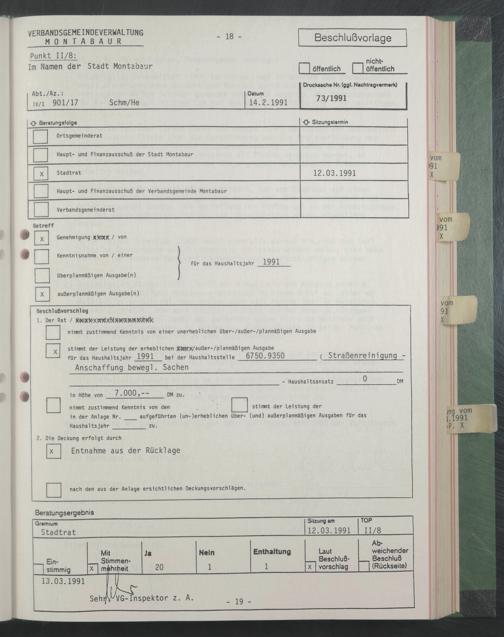 VERBANDSGEMEINDEVERWALTUNG
MONTABAUR
- 18 -
Beschlußvorlage
Punkt II/8:
Im Namen der Stadt Montabaur
öffentlich
nicht-
öffentlich
Abt./Az.:
IV/1 901/17 Schm/He
Datum
14.2.1991
Drucksache Nr. (ggf. Nachtragsvermerk)
73/1991
Beratungsfolge
Sitzungstermin
Ortsgemeinderat
Haupt- und Finanzausschuß der Stadt Montabaur
X Stadtrat 12.03.1991
Haupt- und Finanzausschuß der Verbandsgemeinde Montabaur
Verbandsgemeinderat
Betreff
X Genehmigung / von
Kenntnisnahme von / einer
für das Haushaltsjahr 1991
überplanmäßigen Ausgabe(n)
X außerplanmäßigen Ausgabe(n)
Beschlußvorschlag
1. Der Rat /
nimmt zustimmend Kenntnis von einer unerheblichen über-/außer-/planmäßigen Ausgabe
X stimmt der Leistung der erheblichen /außer-/planmäßigen Ausgabe
für das Haushaltsjahr 1991 bei der Haushaltsstelle 6750.9350 ( Straßenreinigung -
Anschaffung bewegl. Sachen
- Haushaltsansatz 0 DM
in Höhe von 7.000,-- DM zu.
nimmt zustimmend Kenntnis von den
stimmt der Leistung der
in der Anlage Nr. ___ aufgeführten (un-)erheblichen über- (und) außerplanmäßigen Ausgaben für das
Haushaltsjahr ___ zu.
2. Die Deckung erfolgt durch
X Entnahme aus der Rücklage
nach den aus der Anlage ersichtlichen Deckungsvorschlägen.
Beratungsergebnis
Gremium
Stadtrat
Sitzung am
12.03.1991
TOP
II/8
Ein-
stimmig
X Mit
Stimmen-
mehrheit
Ja
20
Nein
1
Enthaltung
1
X Laut
Beschluß-
vorschlag
Ab-
weichender
Beschluß
(Rückseite)
13.03.1991
VG-Inspektor z. A.
- 19 -
vom
X
vom
991
X
vom
X
vom
.1991
X